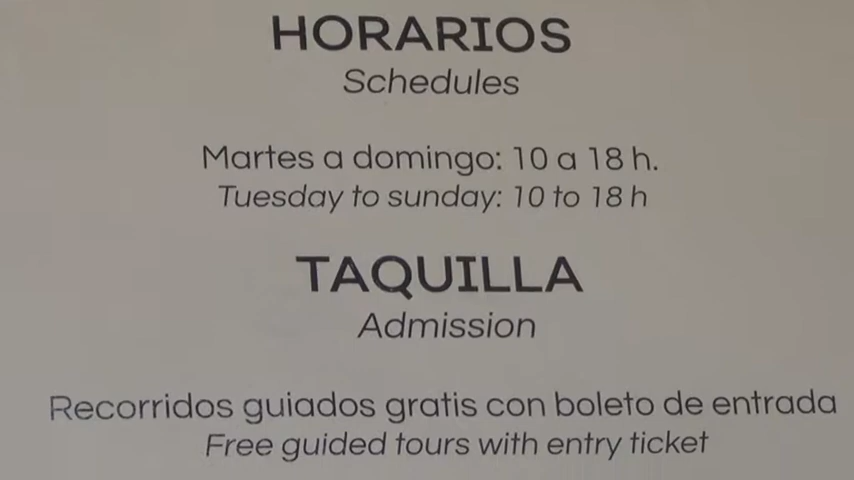 HORARIOS
Schedules
Martes a domingo: 10 a 18 h.
Tuesday to sunday: 10 to 18 h
TAQUILLA
Admission
Recorridos guiados gratis con boleto de entrada
Free guided tours with entry ticket